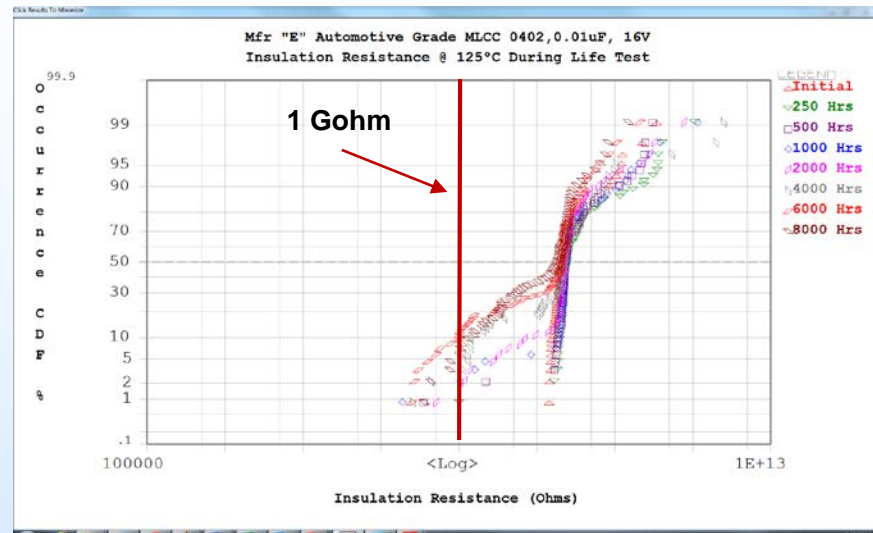 Click Results To Minimize
Mfr "E" Automotive Grade MLCC 0402,0.01uF, 16V
Insulation Resistance @ 125°C During Life Test
Occurrence CDF %
99.9
99
95
90
70
50
30
10
5
2
1
.1
1 Gohm
LEGEND
Initial
250 Hrs
500 Hrs
1000 Hrs
2000 Hrs
4000 Hrs
6000 Hrs
8000 Hrs
100000
<Log>
1E+13
Insulation Resistance (Ohms)